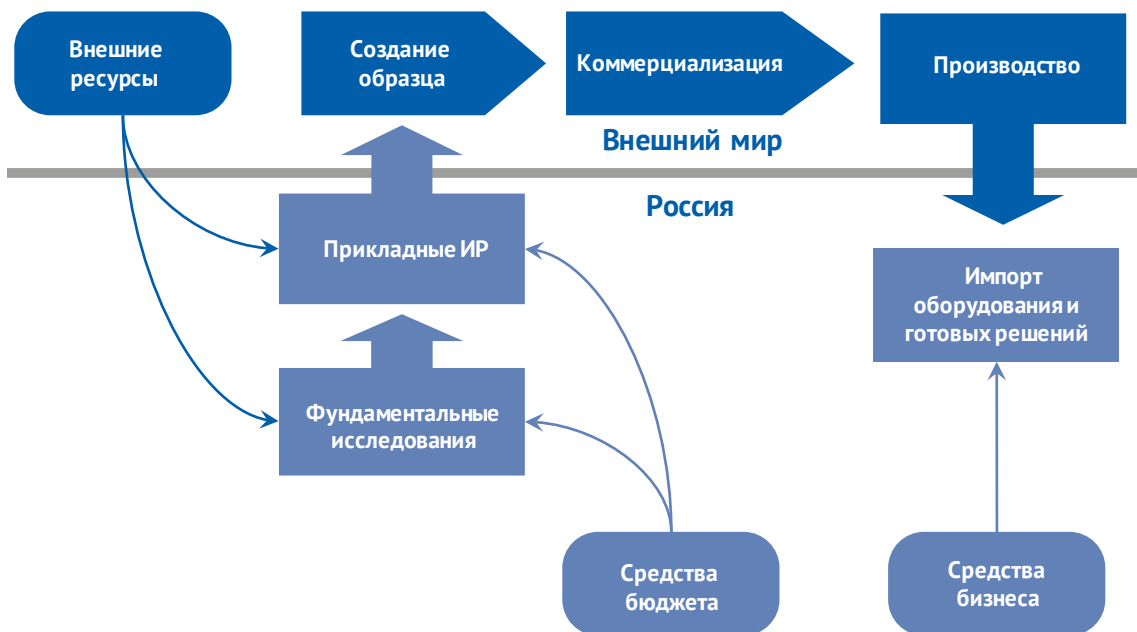 Внешние
ресурсы
Создание
образца
Коммерциализация
Производство
Внешний мир
Россия
Прикладные ИР
Импорт
оборудования и
готовых решений
Фундаментальные
исследования
Средства
бюджета
Средства
бизнеса